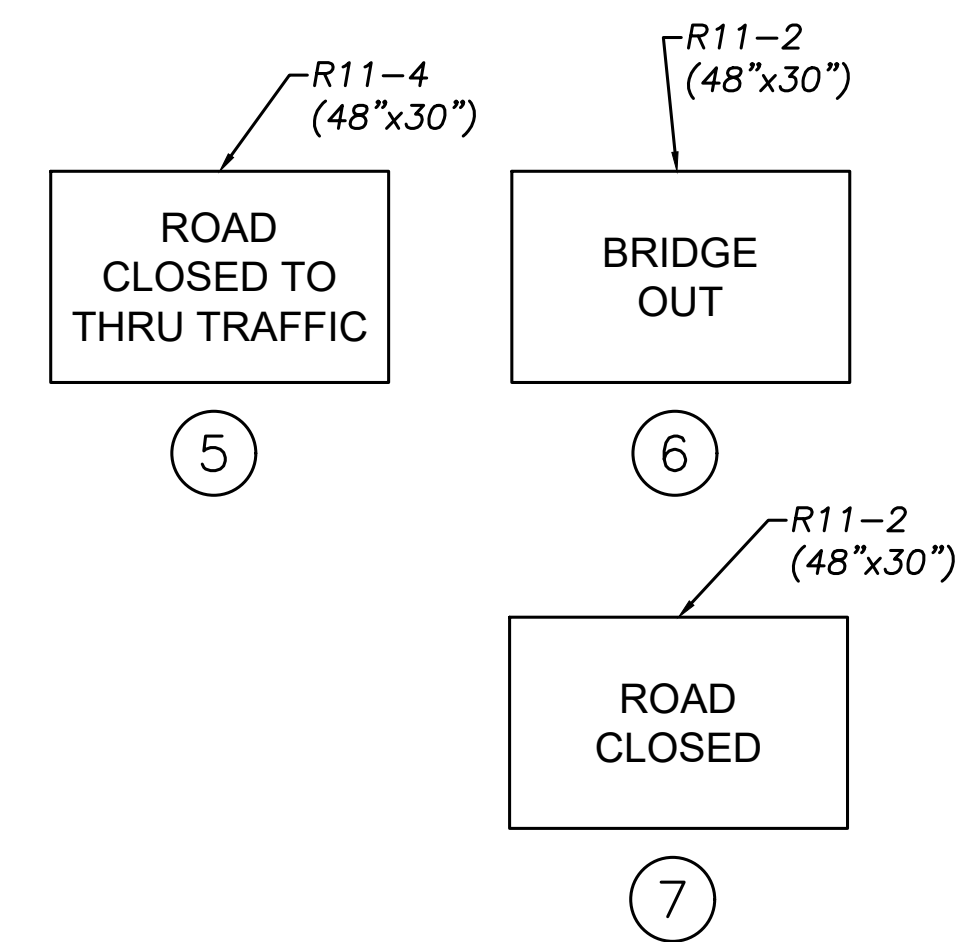 R11-4
(48”x30”)
ROAD
CLOSED TO
THRU TRAFFIC
5
R11-2
(48”x30”)
BRIDGE
OUT
6
R11-2
(48”x30”)
ROAD
CLOSED
7